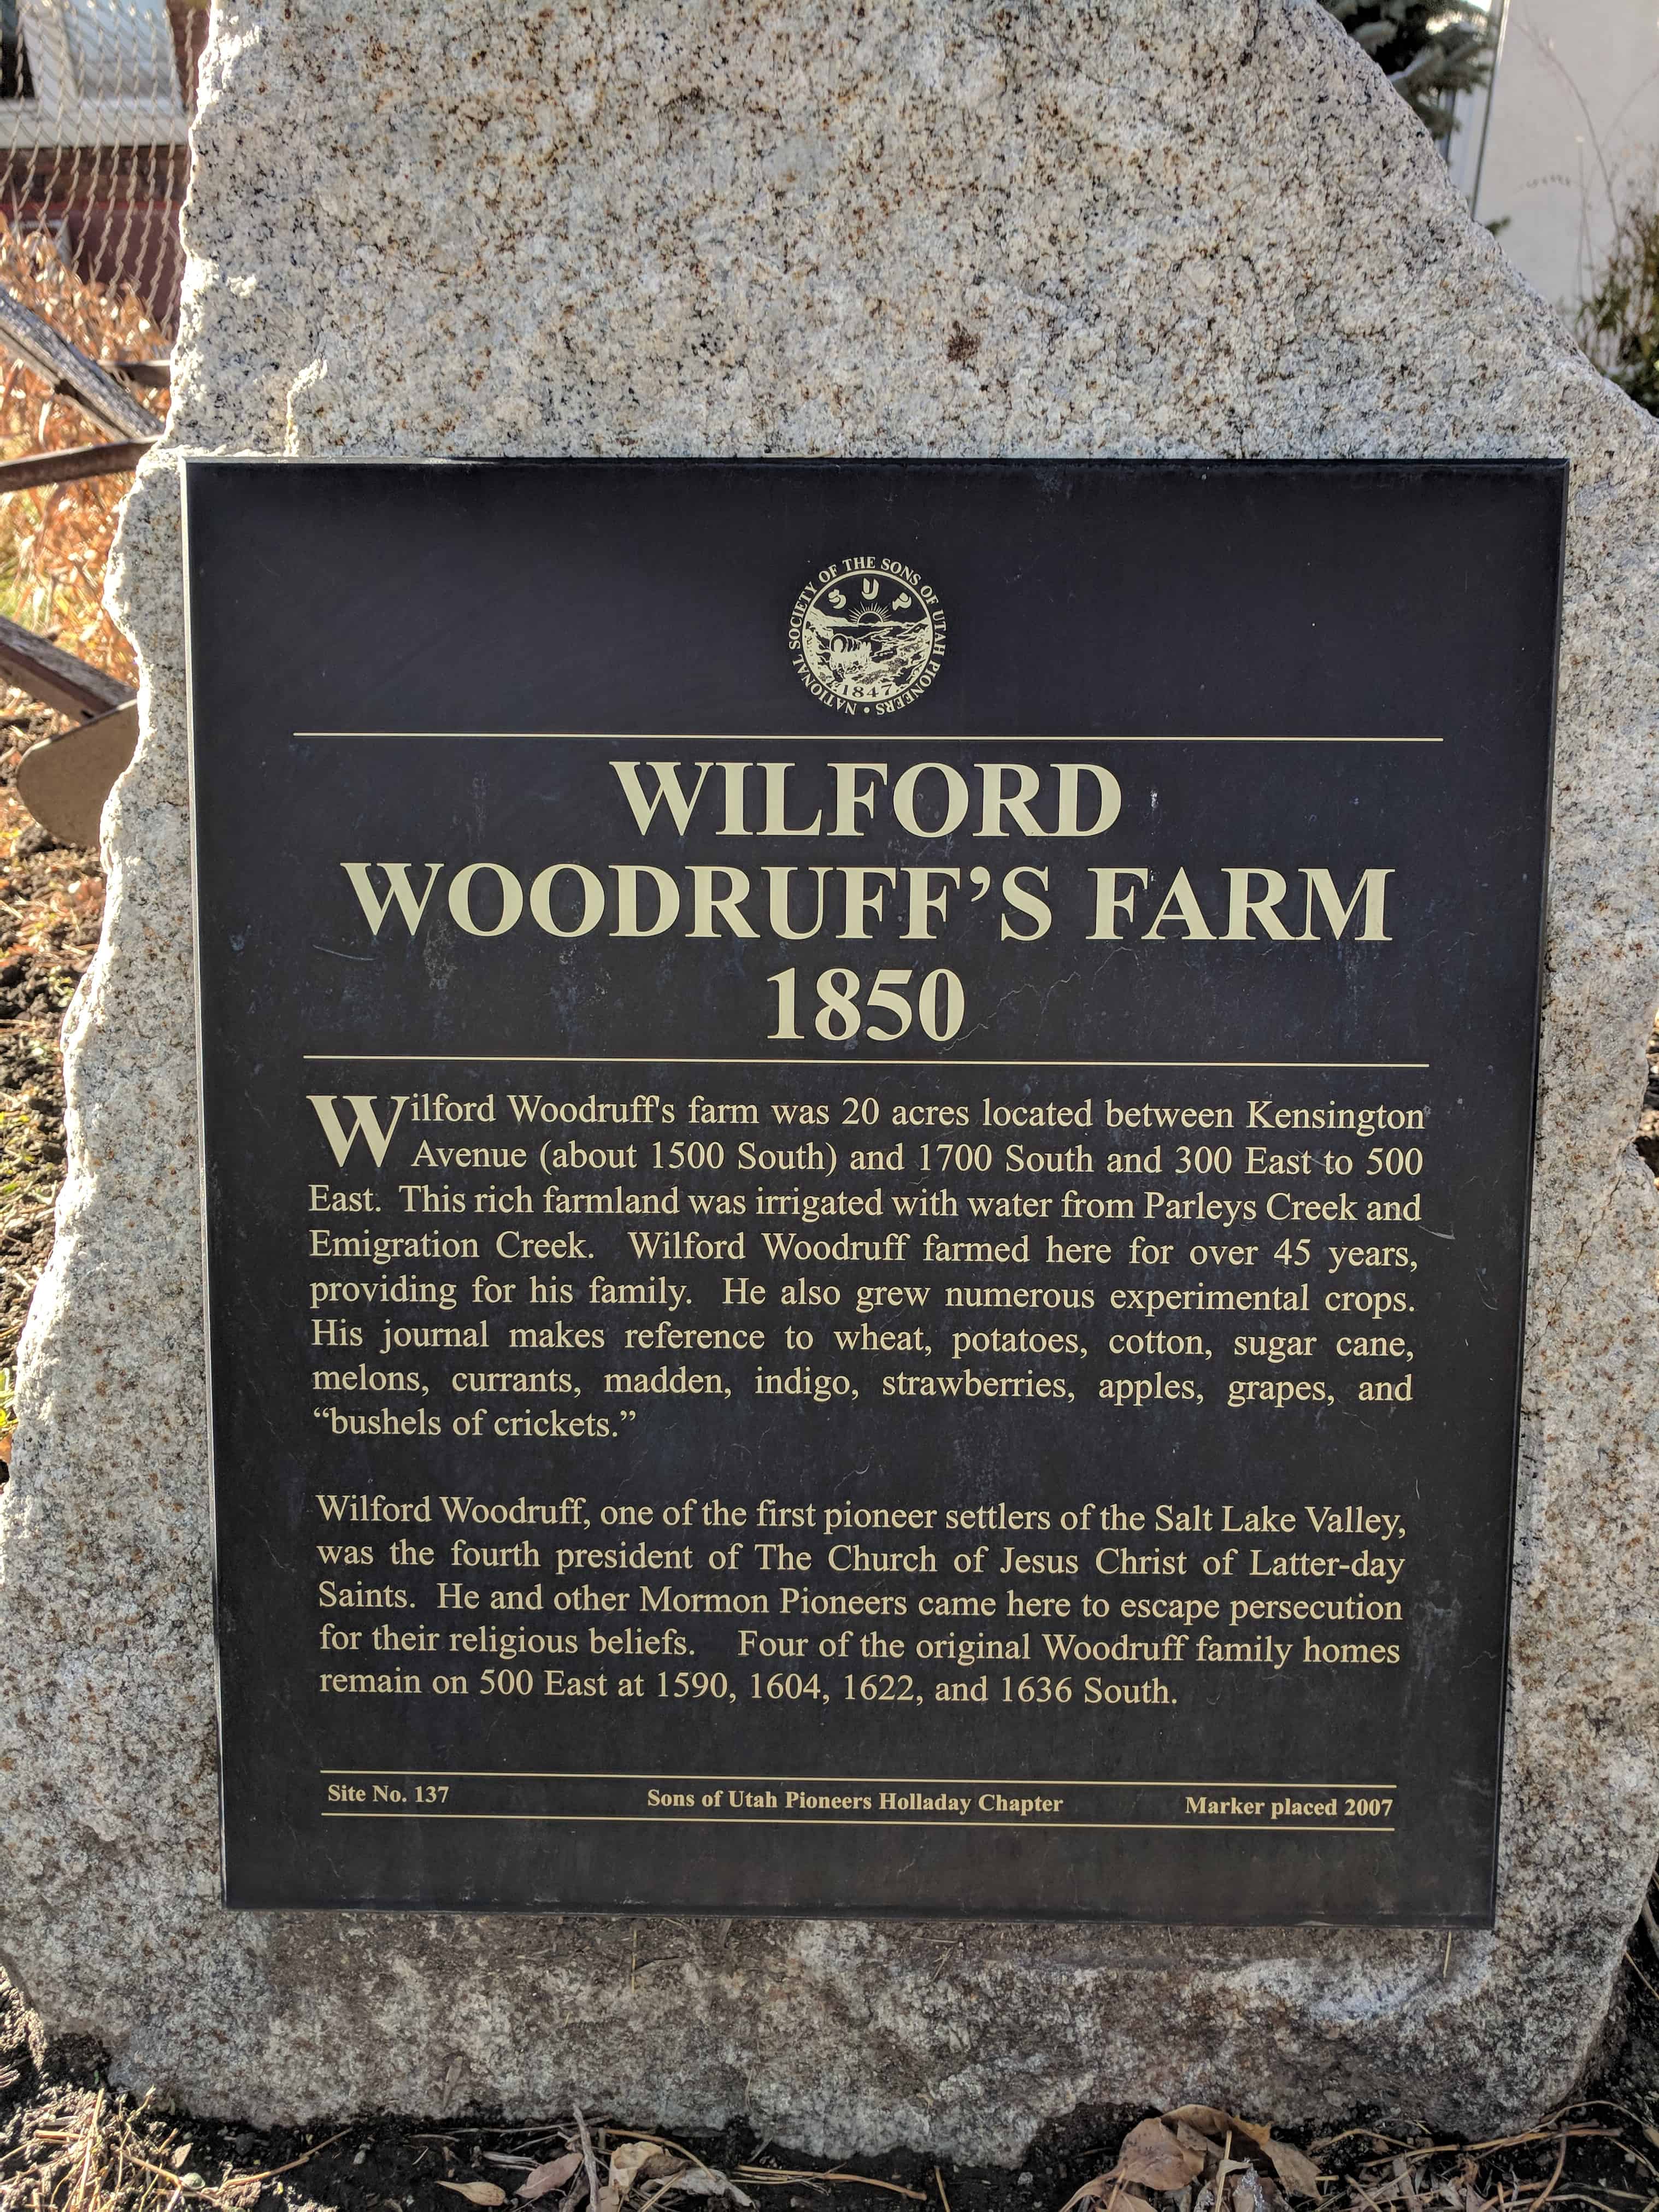 NATIONAL SOCIETY OF THE SONS OF UTAH PIONEERS •
SUP
1847
WILFORD
WOODRUFF’S FARM
1850
Wilford Woodruff's farm was 20 acres located between Kensington
Avenue (about 1500 South) and 1700 South and 300 East to 500
East. This rich farmland was irrigated with water from Parleys Creek and
Emigration Creek. Wilford Woodruff farmed here for over 45 years,
providing for his family. He also grew numerous experimental crops.
His journal makes reference to wheat, potatoes, cotton, sugar cane,
melons, currants, madden, indigo, strawberries, apples, grapes, and
“bushels of crickets.”
Wilford Woodruff, one of the first pioneer settlers of the Salt Lake Valley,
was the fourth president of The Church of Jesus Christ of Latter-day
Saints. He and other Mormon Pioneers came here to escape persecution
for their religious beliefs. Four of the original Woodruff family homes
remain on 500 East at 1590, 1604, 1622, and 1636 South.
Site No. 137 Sons of Utah Pioneers Holladay Chapter Marker placed 2007